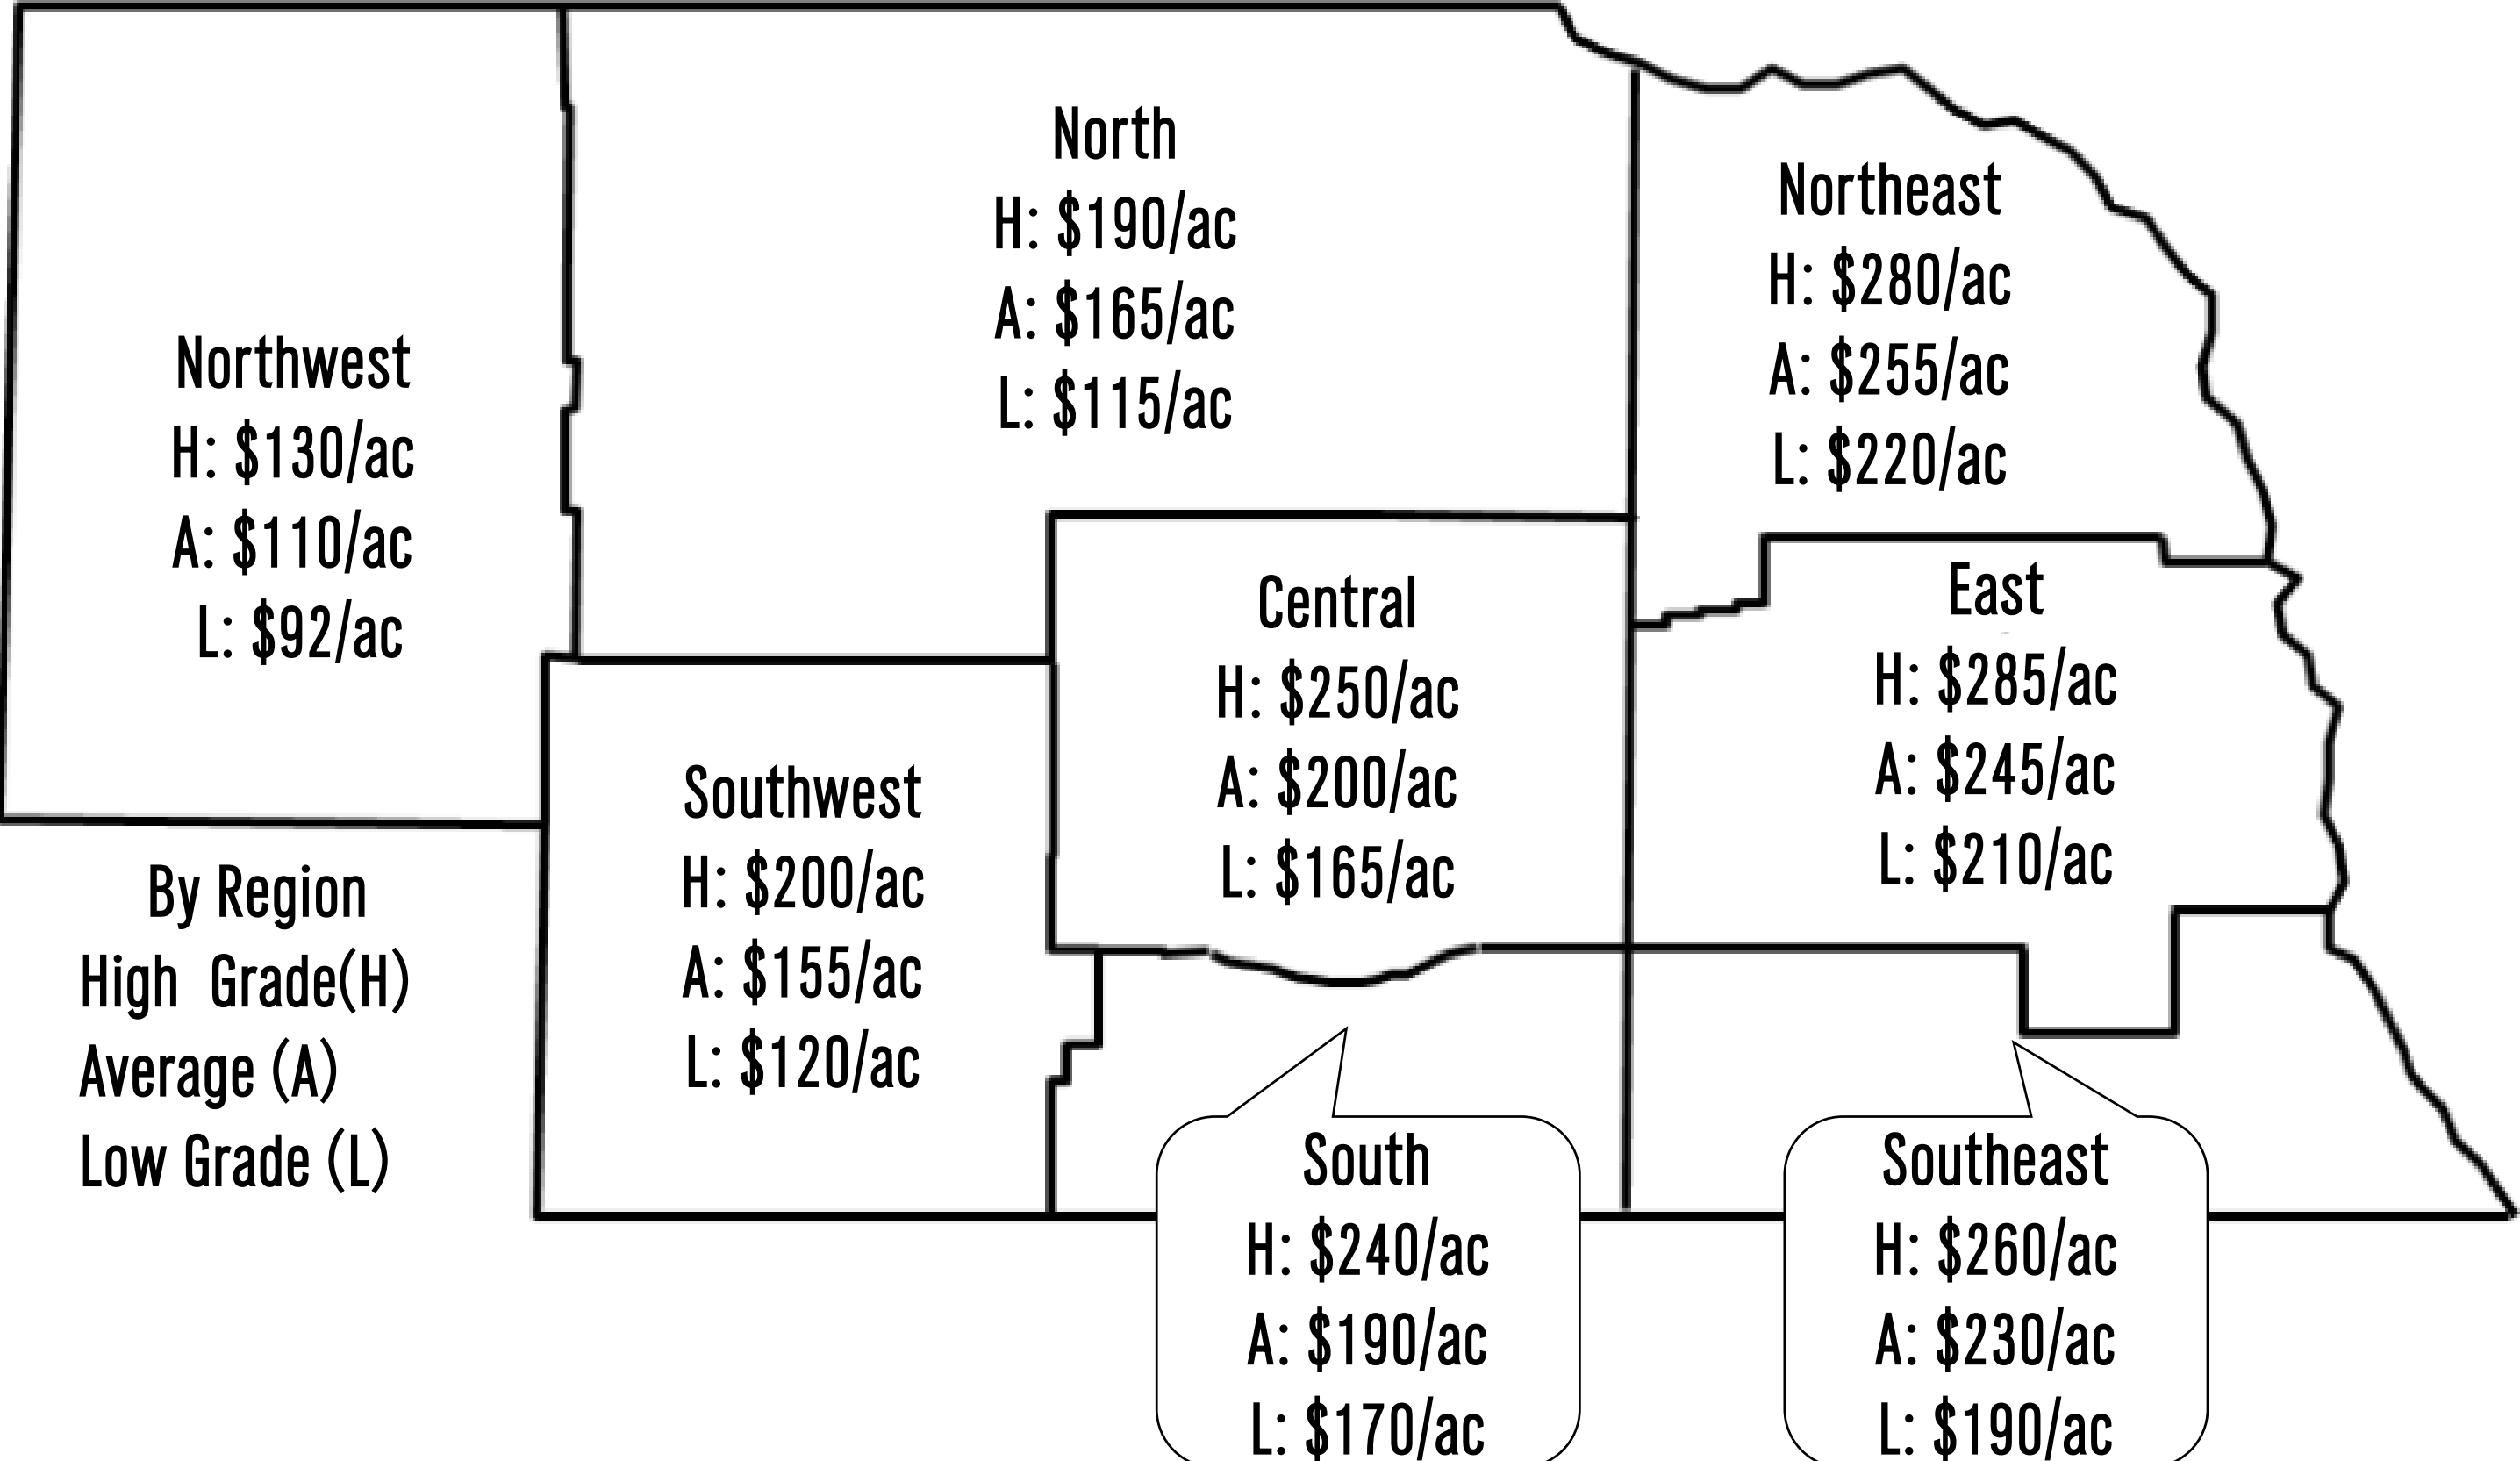 North
H: $190/ac
A: $165/ac
L: $115/ac
Northeast
H: $280/ac
A: $255/ac
L: $220/ac
Northwest
H: $130/ac
A: $110/ac
L: $92/ac
Central
H: $250/ac
A: $200/ac
L: $165/ac
East
H: $285/ac
A: $245/ac
L: $210/ac
Southwest
H: $200/ac
A: $155/ac
L: $120/ac
By Region
High Grade(H)
Average (A)
Low Grade (L)
South
H: $240/ac
A: $190/ac
L: $170/ac
Southeast
H: $260/ac
A: $230/ac
L: $190/ac